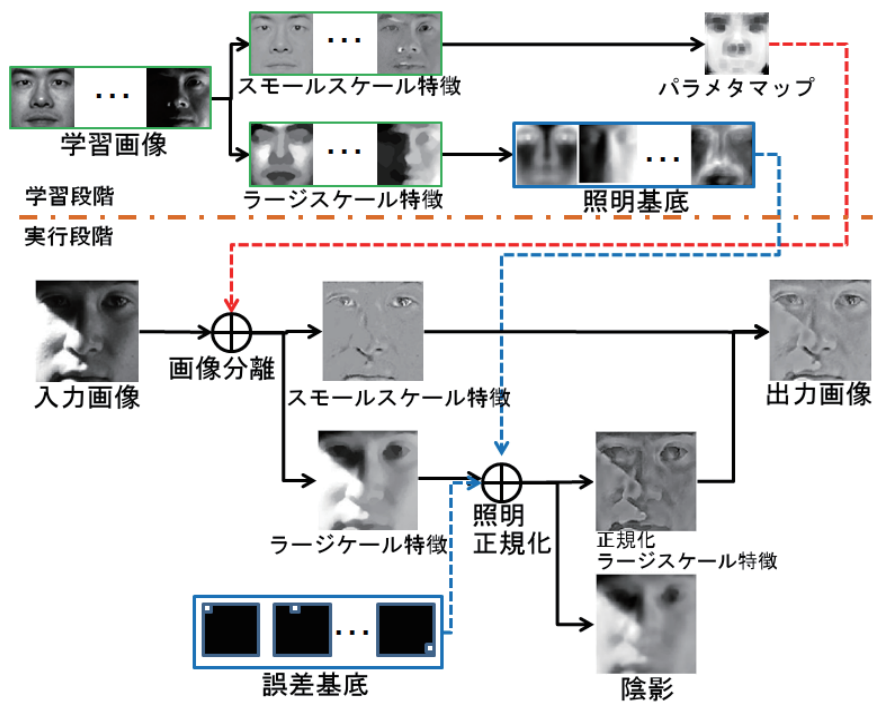 スモールスケール特徴
パラメタマップ
学習画像
ラージスケール特徴
照明基底
学習段階
実行段階
入力画像
画像分離
スモールスケール特徴
出力画像
ラージケール特徴
照明
正規化
正規化
ラージスケール特徴
誤差基底
陰影